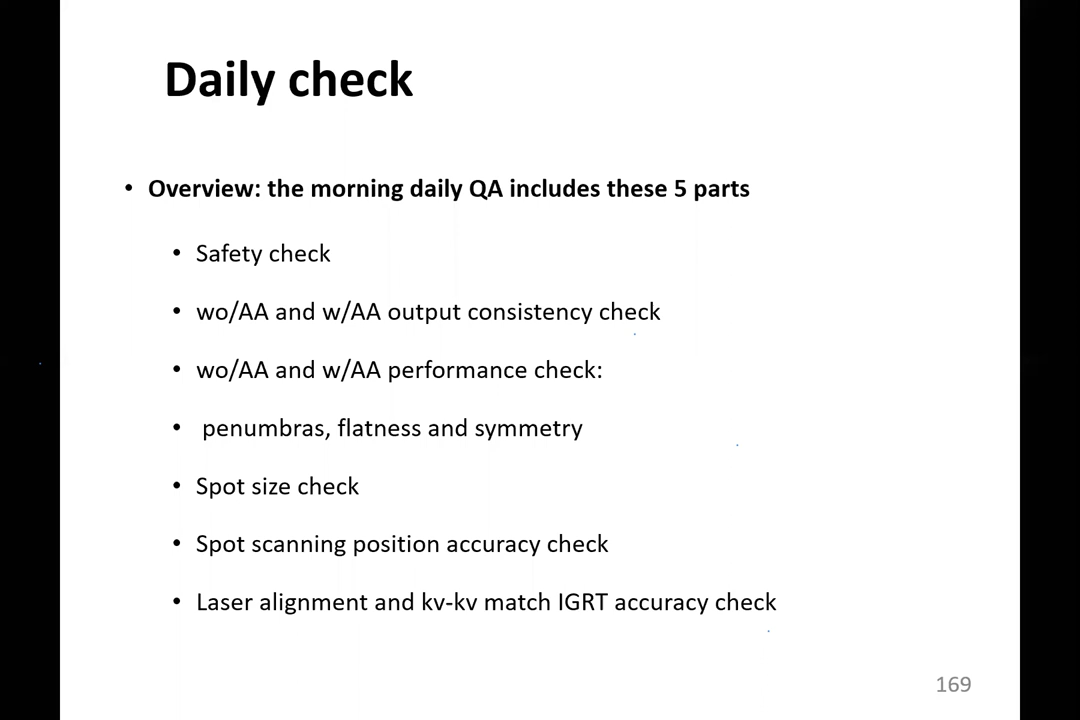 Daily check
• Overview: the morning daily QA includes these 5 parts
• Safety check
• wo/AA and w/AA output consistency check
• wo/AA and w/AA performance check:
• penumbras, flatness and symmetry
• Spot size check
• Spot scanning position accuracy check
• Laser alignment and kv-kv match IGRT accuracy check
169